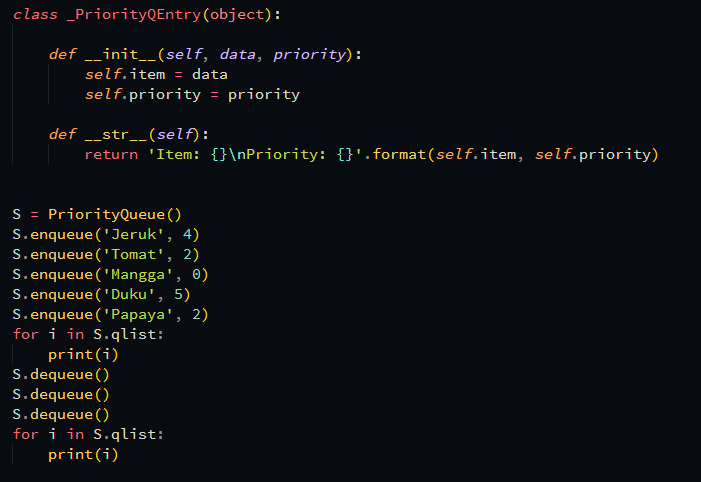 class _PriorityQEntry(object):
def __init__(self, data, priority):
self.item = data
self.priority = priority
def __str__(self):
return 'Item: {}\nPriority: {}'.format(self.item, self.priority)
S = PriorityQueue()
S.enqueue('Jeruk', 4)
S.enqueue('Tomat', 2)
S.enqueue('Mangga', 0)
S.enqueue('Duku', 5)
S.enqueue('Papaya', 2)
for i in S.qlist:
print(i)
S.dequeue()
S.dequeue()
S.dequeue()
for i in S.qlist:
print(i)